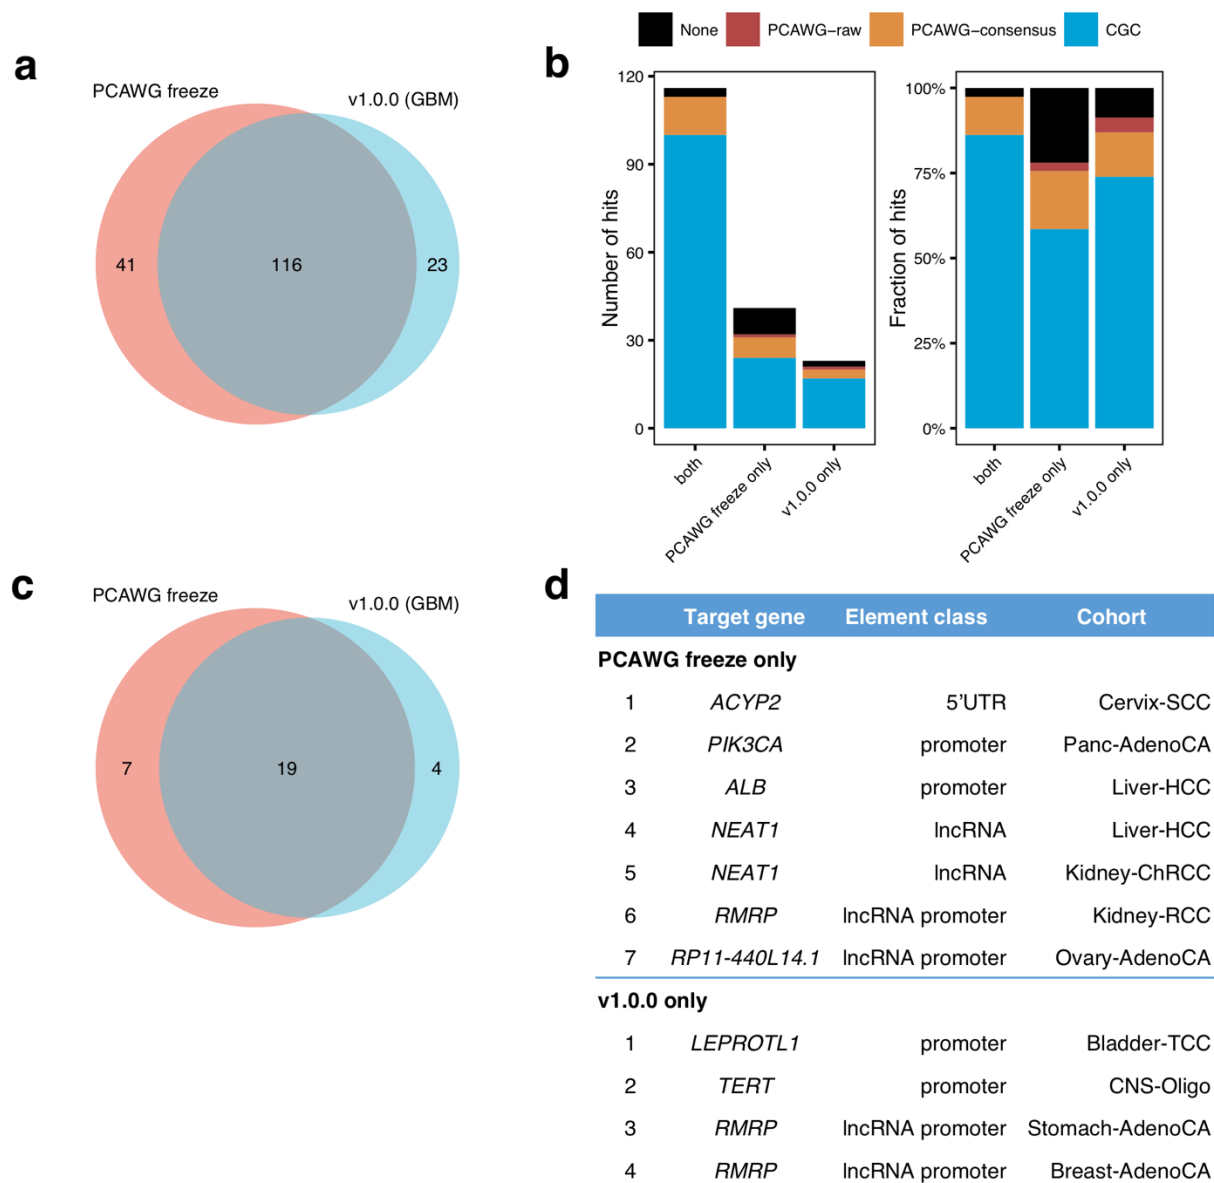 None PCAWG−raw PCAWG−consensus CGC
a
PCAWG freeze
v1.0.0 (GBM)
41 116 23
b
Number of hits
120
90
60
30
0
both
PCAWG freeze only
v1.0.0 only
Fraction of hits
100%
75%
50%
25%
0%
both
PCAWG freeze only
v1.0.0 only
c
PCAWG freeze
v1.0.0 (GBM)
7 19 4
d
Target gene Element class Cohort
PCAWG freeze only
1 ACYP2 5’UTR Cervix-SCC
2 PIK3CA promoter Panc-AdenoCA
3 ALB promoter Liver-HCC
4 NEAT1 lncRNA Liver-HCC
5 NEAT1 lncRNA Kidney-ChRCC
6 RMRP lncRNA promoter Kidney-RCC
7 RP11-440L14.1 lncRNA promoter Ovary-AdenoCA
v1.0.0 only
1 LEPROTL1 promoter Bladder-TCC
2 TERT promoter CNS-Oligo
3 RMRP lncRNA promoter Stomach-AdenoCA
4 RMRP lncRNA promoter Breast-AdenoCA